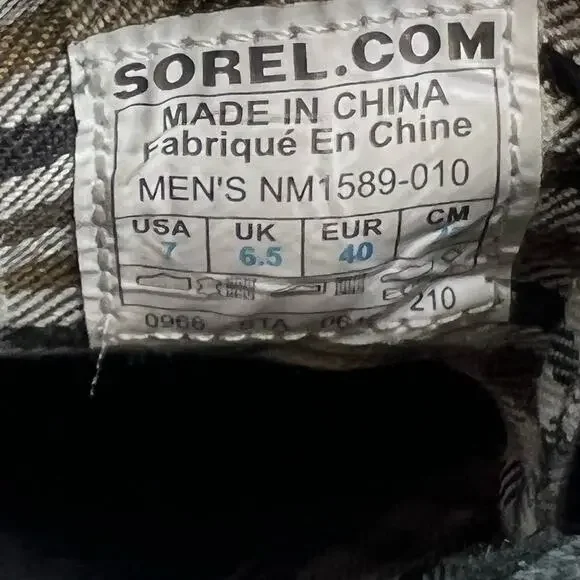 SOREL.COM
MADE IN CHINA
Fabriqué En Chine
MEN'S NM1589-010
USA UK EUR CM
7 6.5 40
210
0966